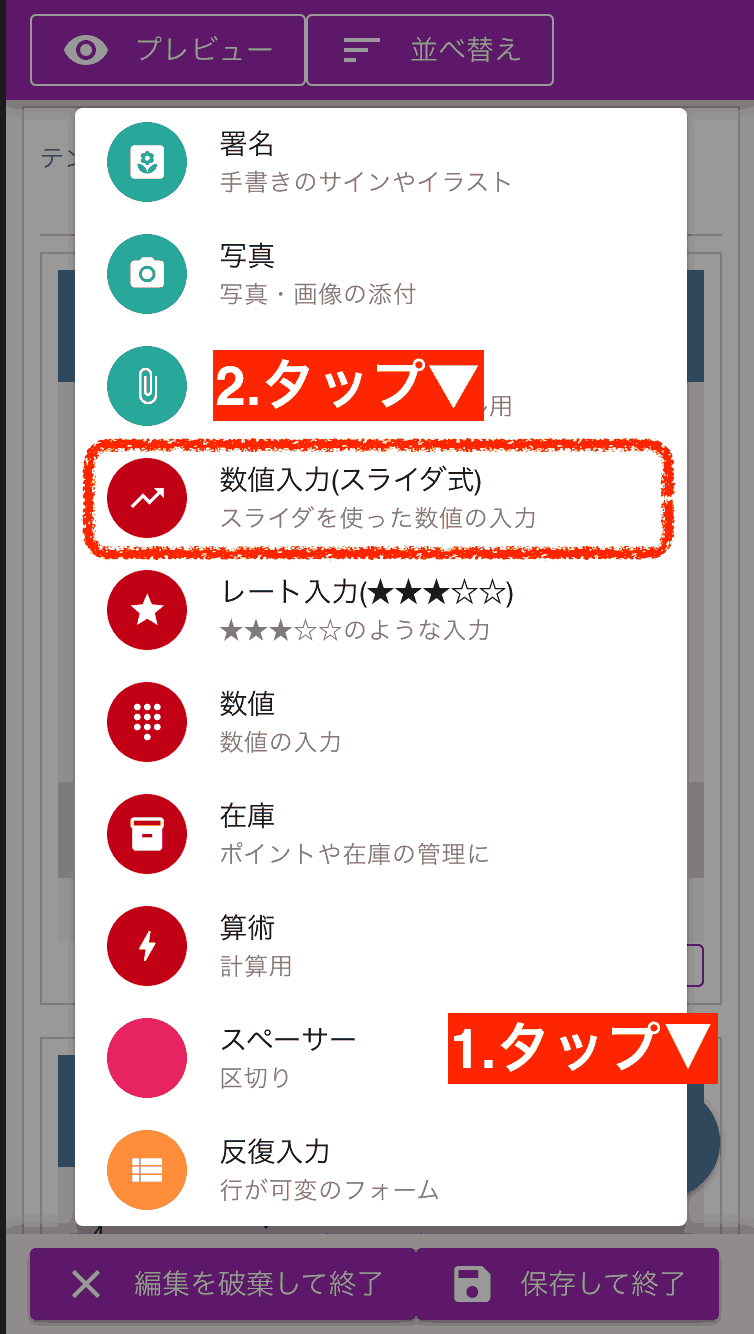 プレビュー
並べ替え
テン
署名
手書きのサインやイラスト
写真
写真・画像の添付
2.タップ▼
用
数値入力(スライダ式)
スライダを使った数値の入力
レート入力(★★★☆☆)
★★★☆☆のような入力
数値
数値の入力
在庫
ポイントや在庫の管理に
算術
計算用
スペーサー
1.タップ▼
区切り
反復入力
行が可変のフォーム
編集を破棄して終了
保存して終了